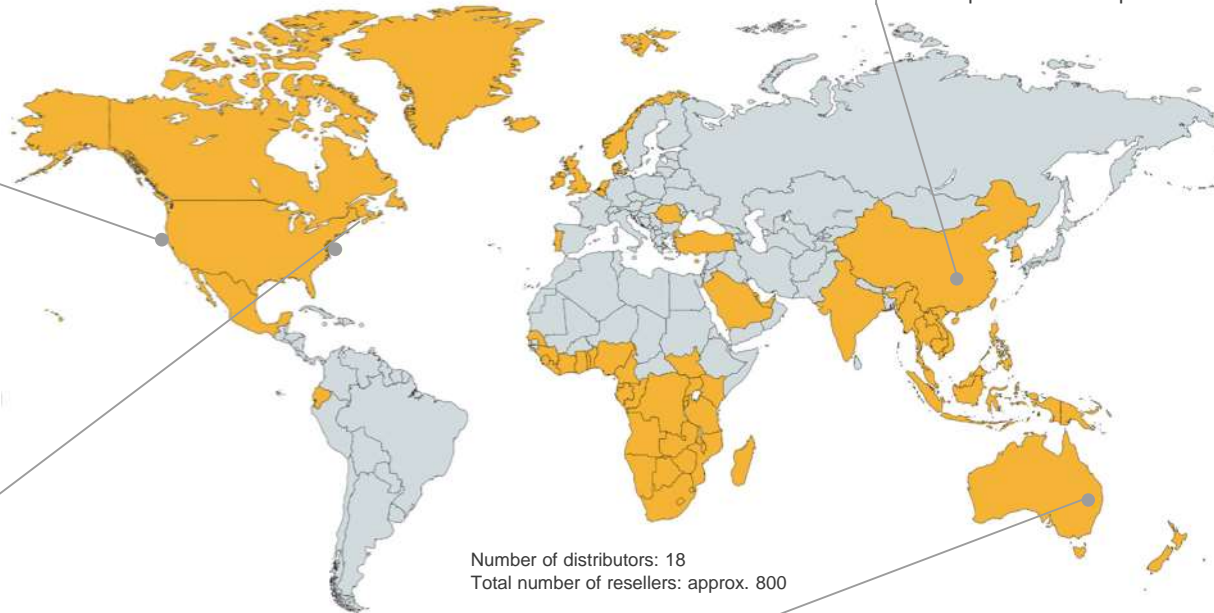 Number of distributors: 18
Total number of resellers: approx. 800